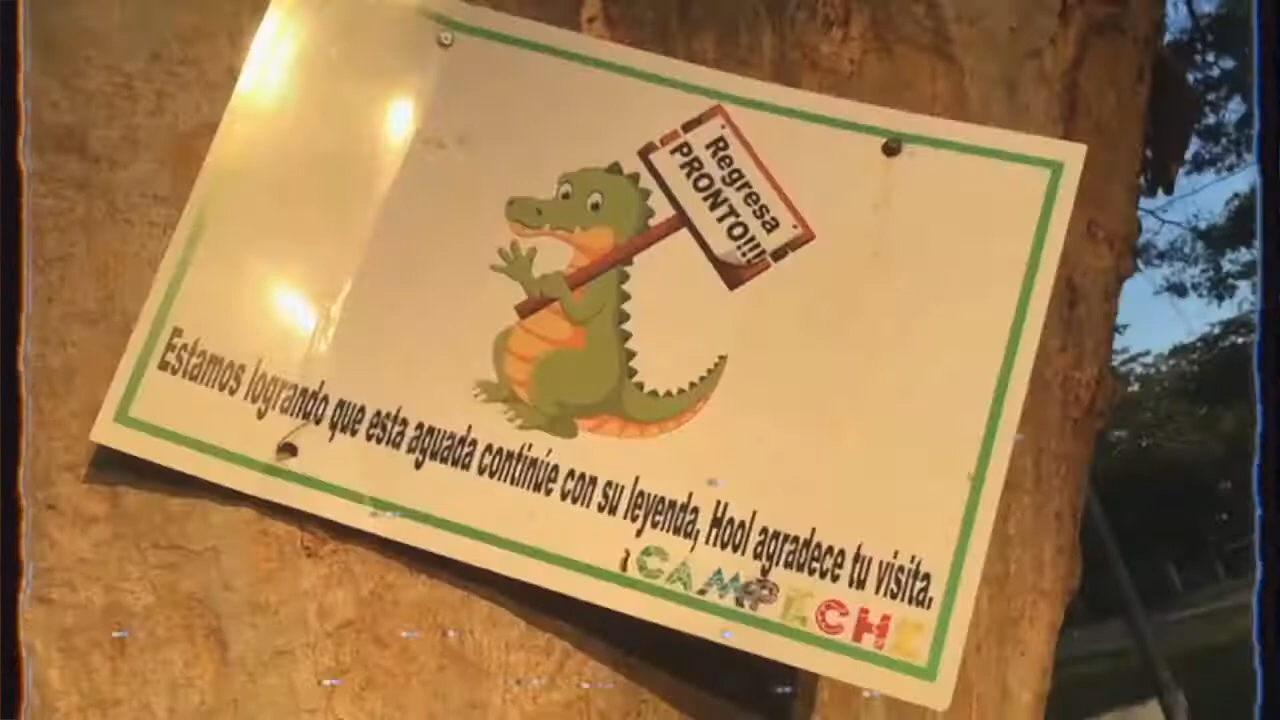 Regresa
PRONTO!!!
Estamos logrando que esta aguada continúe con su leyenda, Hool agradece tu visita.
CAMPECHE